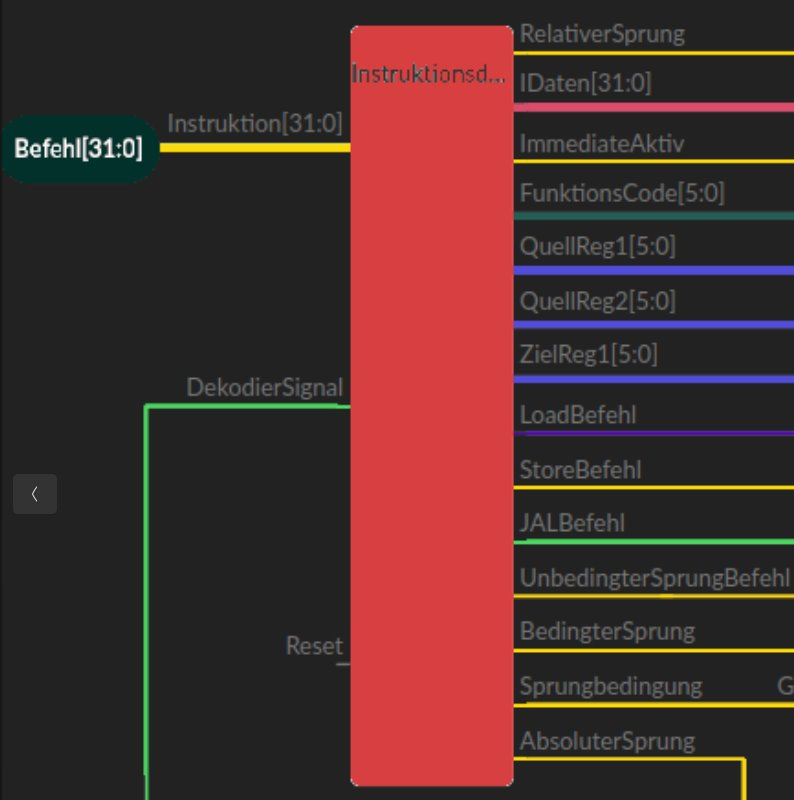 RelativerSprung
Instruktionsd...
IDaten[31:0]
Instruktion[31:0]
Befehl[31:0]
ImmediateAktiv
FunktionsCode[5:0]
QuellReg1[5:0]
QuellReg2[5:0]
ZielReg1[5:0]
DekodierSignal
LoadBefehl
StoreBefehl
JALBefehl
UnbedingterSprungBefehl
BedingterSprung
Reset
Sprungbedingung G
AbsoluterSprung